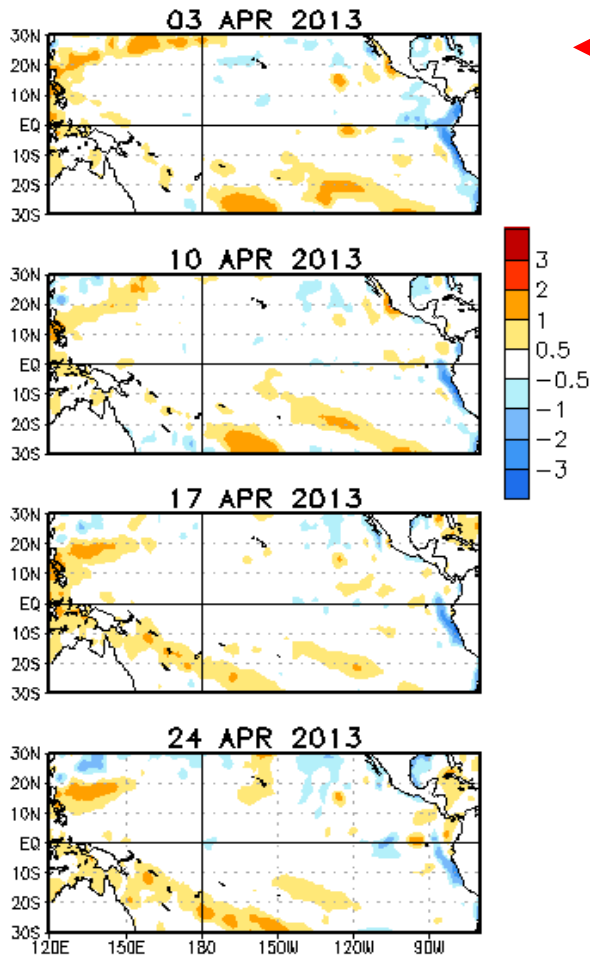 03 APR 2013
30N
20N
10N
EQ
10S
20S
30S
10 APR 2013
30N
20N
10N
EQ
10S
20S
30S
3
2
1
0.5
-0.5
-1
-2
-3
17 APR 2013
30N
20N
10N
EQ
10S
20S
30S
24 APR 2013
30N
20N
10N
EQ
10S
20S
30S
120E 150E 180 150W 120W 90W